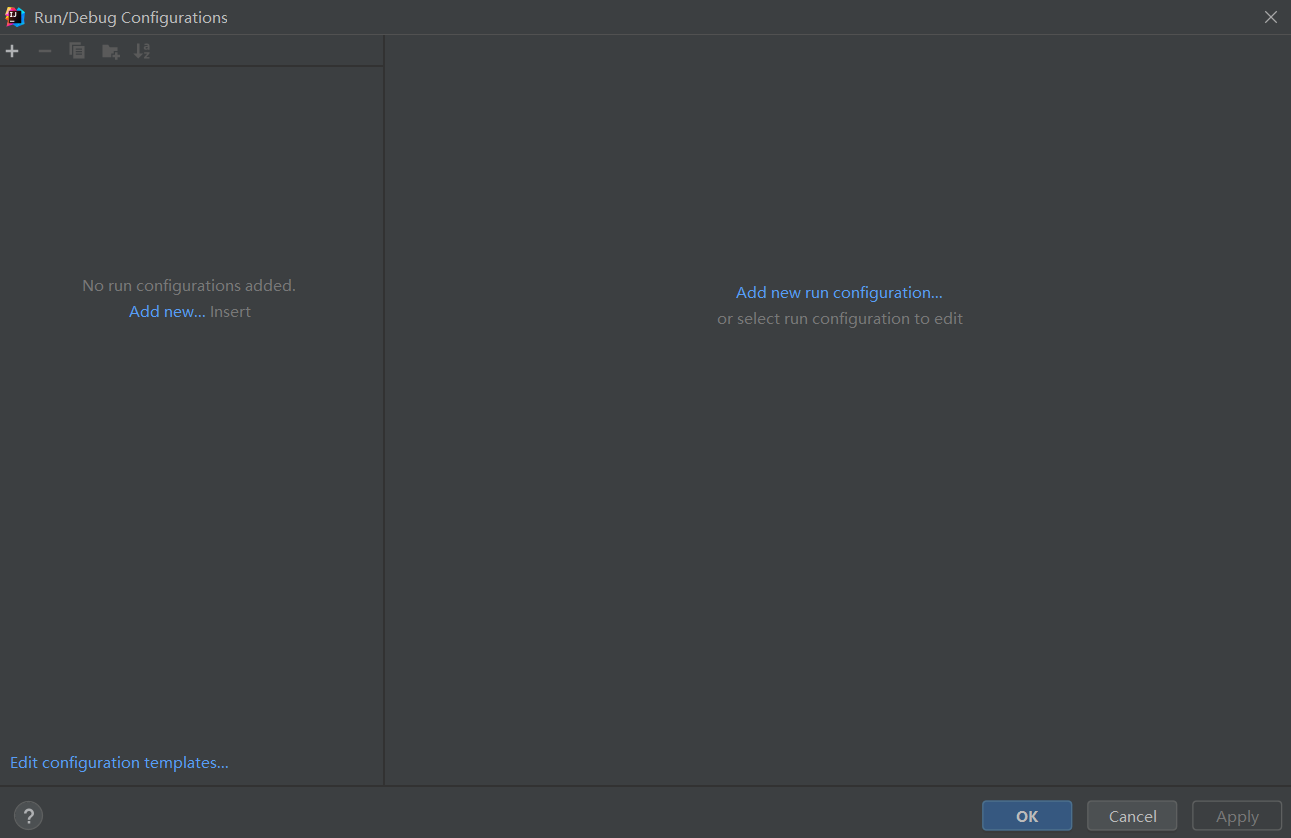 Run/Debug Configurations
No run configurations added.
Add new... Insert
Add new run configuration...
or select run configuration to edit
Edit configuration templates...
?
OK
Cancel
Apply